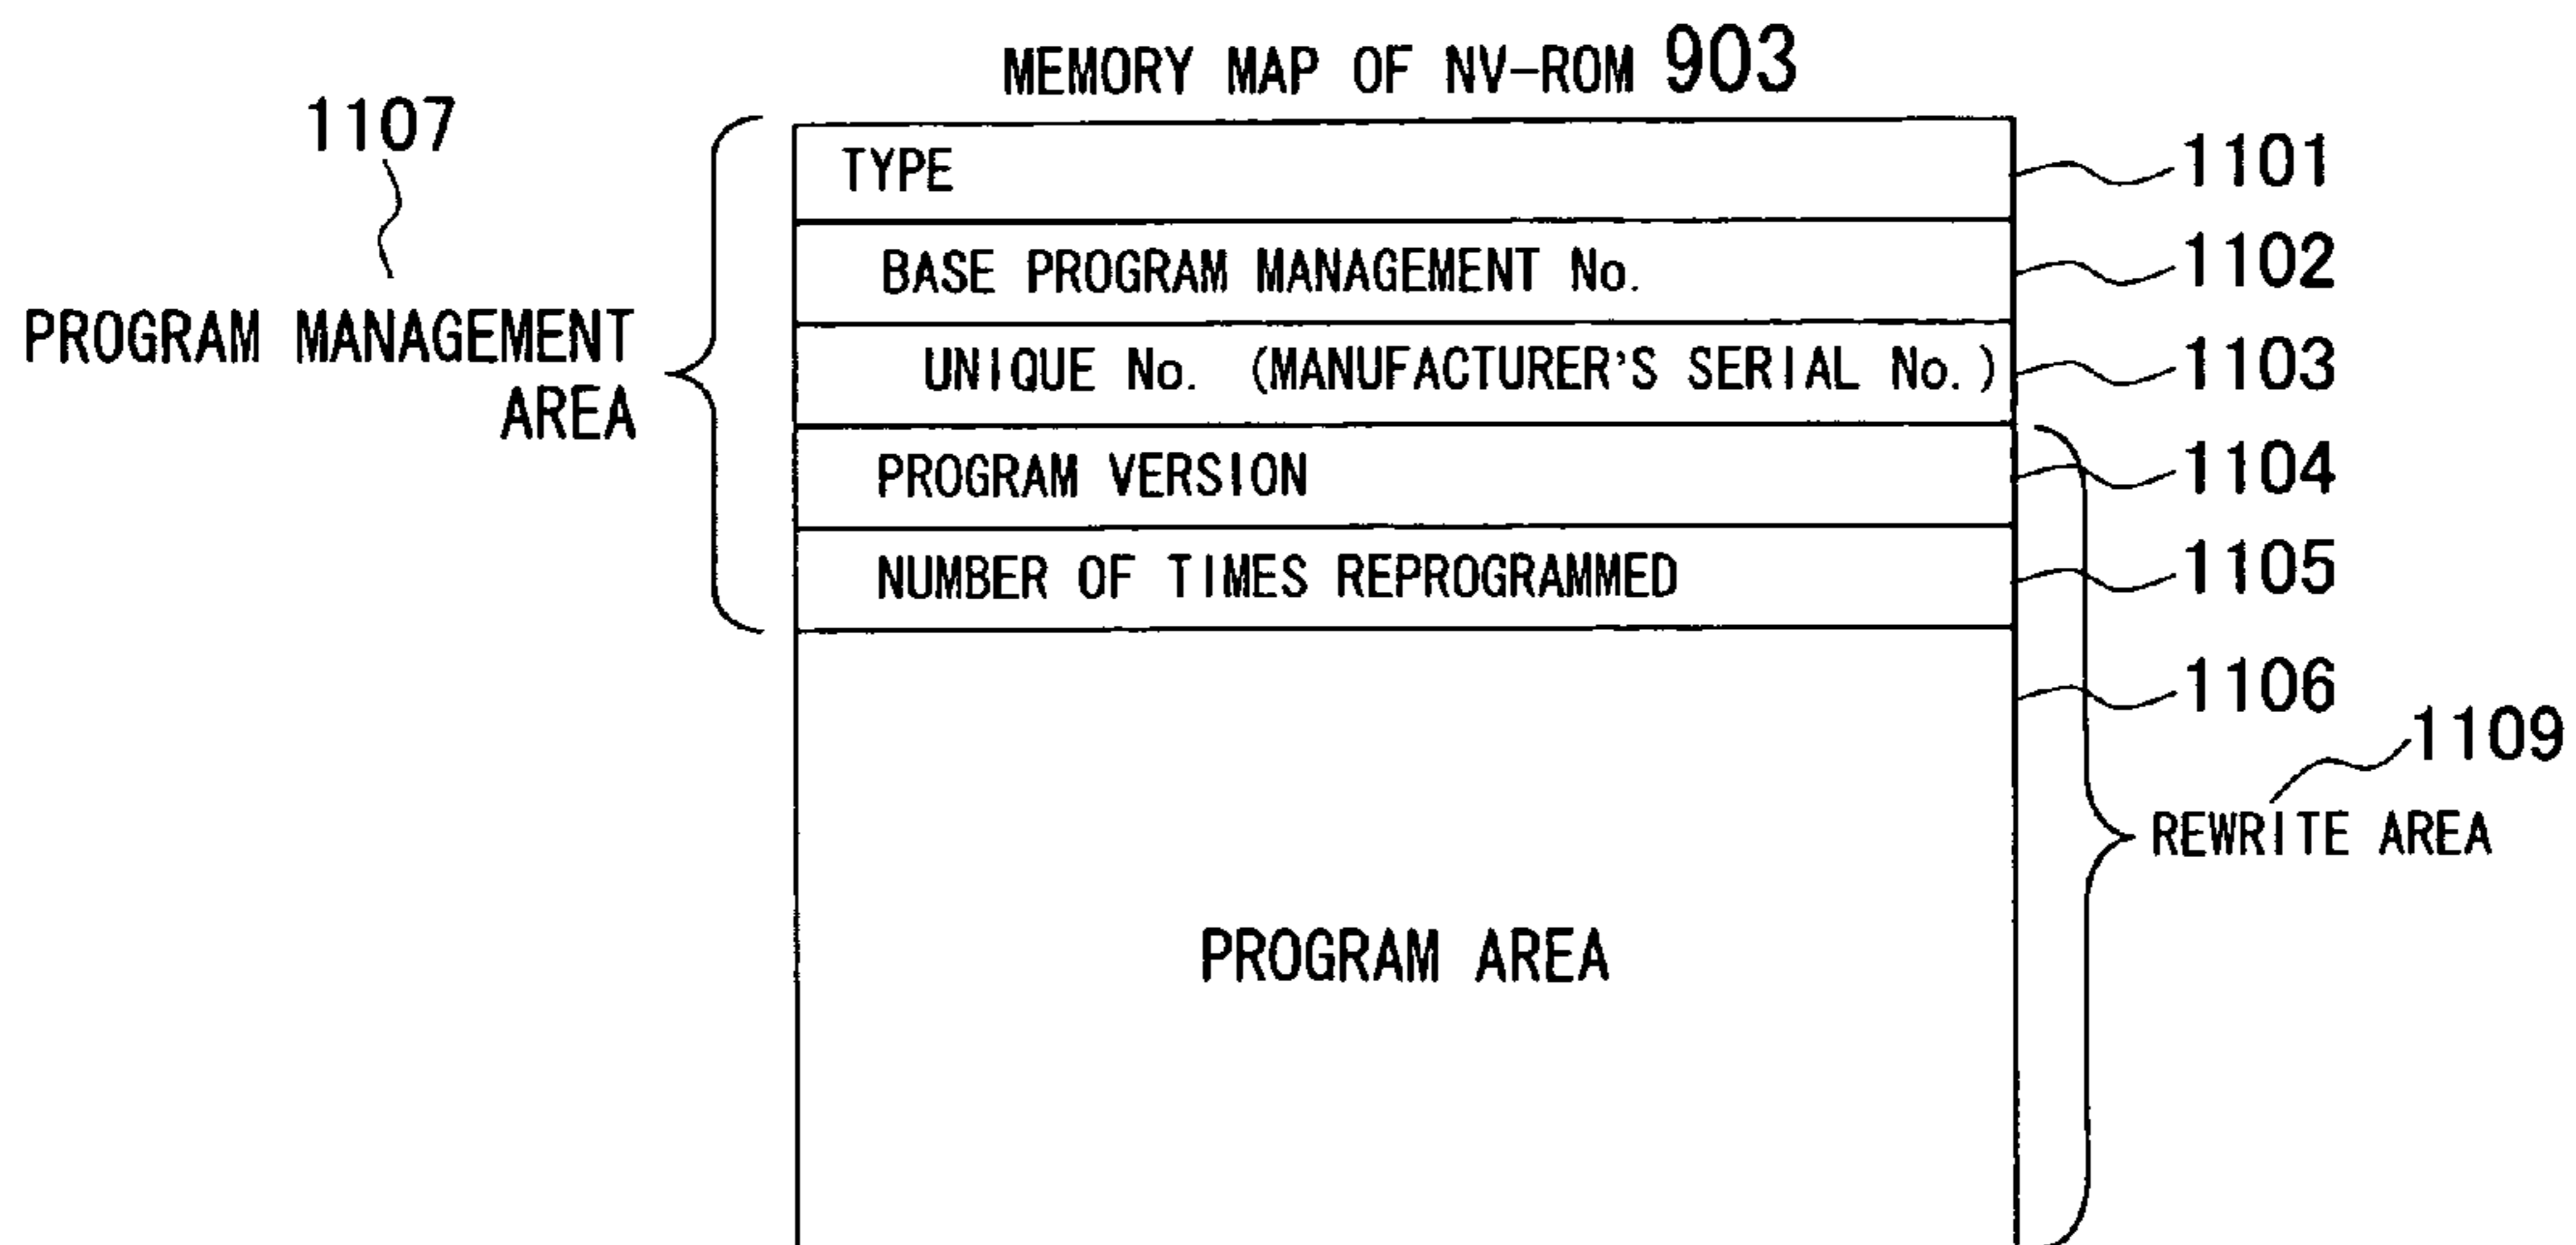 MEMORY MAP OF NV-ROM 903
1107
PROGRAM MANAGEMENT
AREA
TYPE
1101
BASE PROGRAM MANAGEMENT No.
1102
UNIQUE No. (MANUFACTURER'S SERIAL No.)
1103
PROGRAM VERSION
1104
NUMBER OF TIMES REPROGRAMMED
1105
1106
1109
REWRITE AREA
PROGRAM AREA